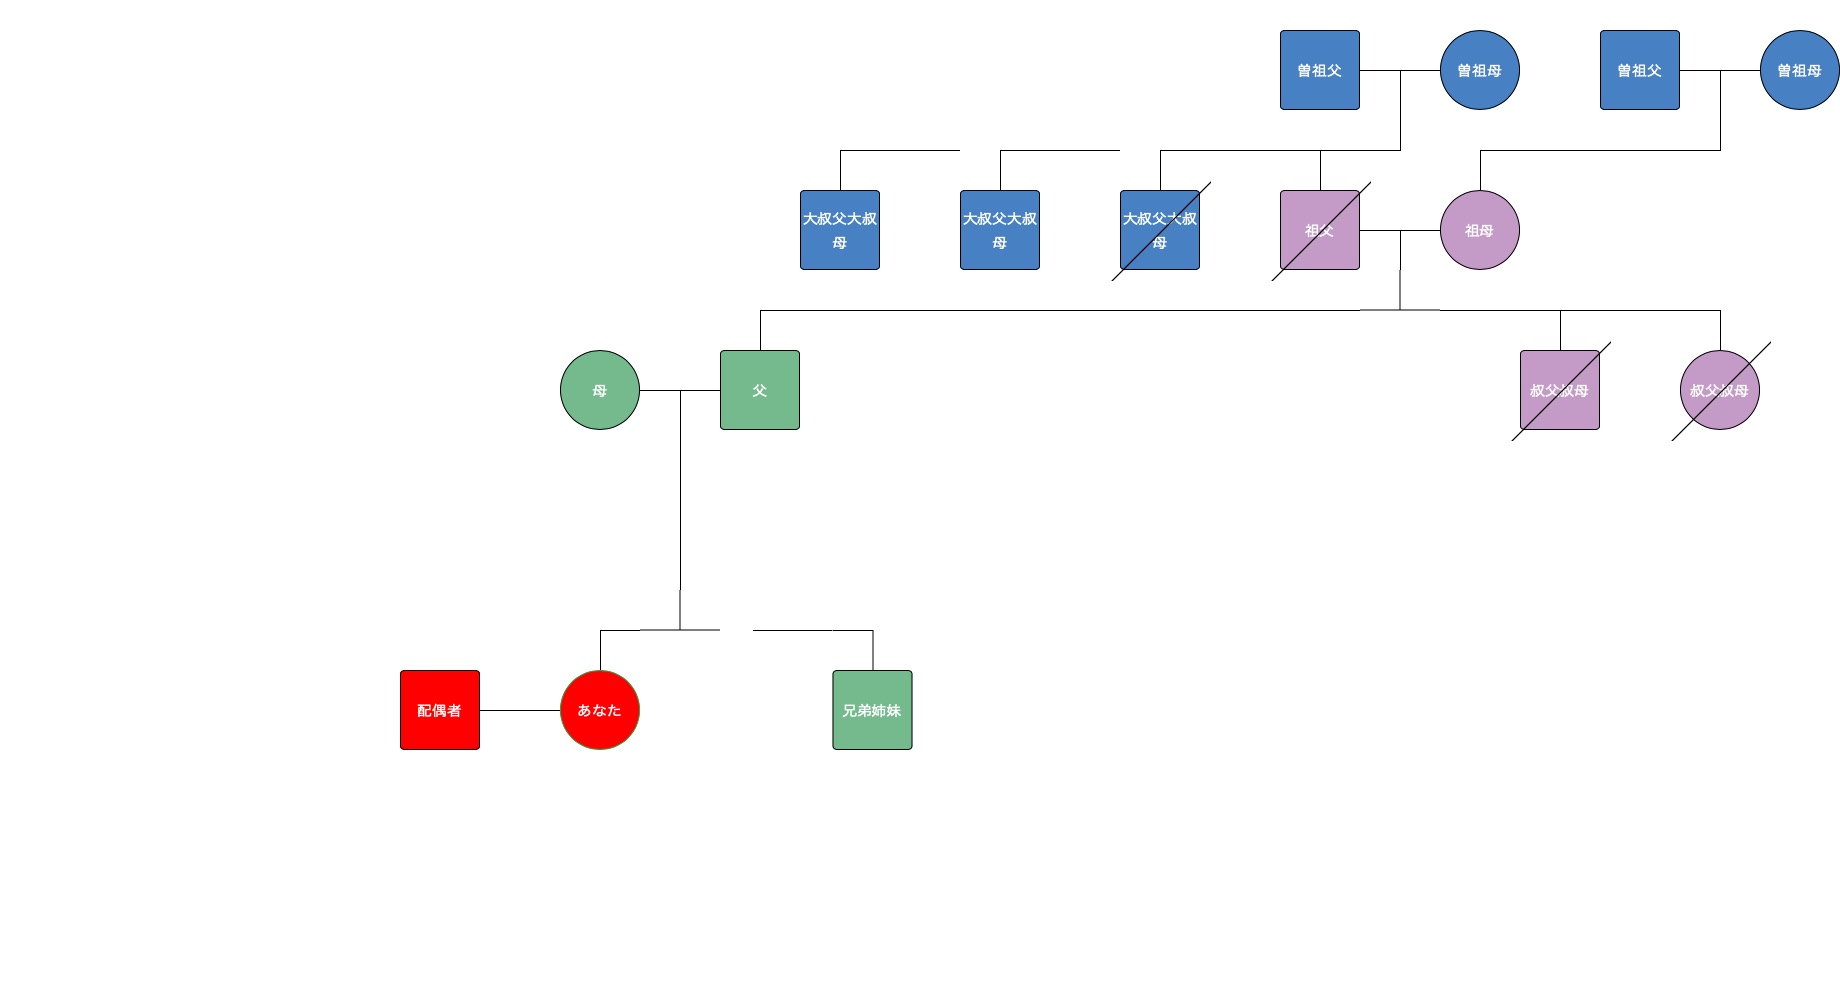 曽祖父
曽祖母
曽祖父
曽祖母
大叔父大叔
母
大叔父大叔
母
大叔父大叔
母
祖父
祖母
母
父
叔父叔母
叔父叔母
配偶者
あなた
兄弟姉妹